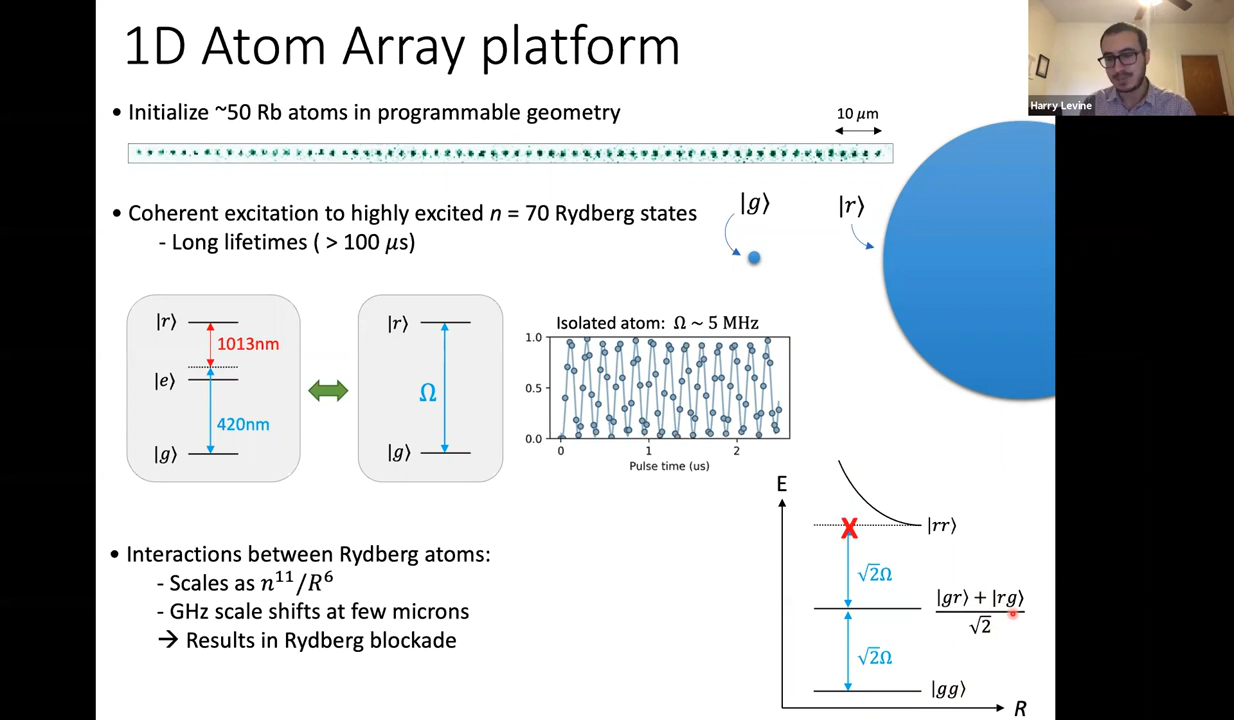 1D Atom Array platform
Harry Levine
• Initialize ~50 Rb atoms in programmable geometry
10 μm
• Coherent excitation to highly excited n = 70 Rydberg states
- Long lifetimes ( > 100 μs)
|g⟩
|r⟩
|r⟩
1013nm
|e⟩
420nm
|g⟩
|r⟩
Ω
|g⟩
Isolated atom: Ω ~ 5 MHz
1.0
0.5
0.0
0 1 2
Pulse time (us)
• Interactions between Rydberg atoms:
- Scales as n¹¹/R⁶
- GHz scale shifts at few microns
→ Results in Rydberg blockade
E
X
|rr⟩
√2Ω
|gr⟩ + |rg⟩
√2
√2Ω
|gg⟩
R